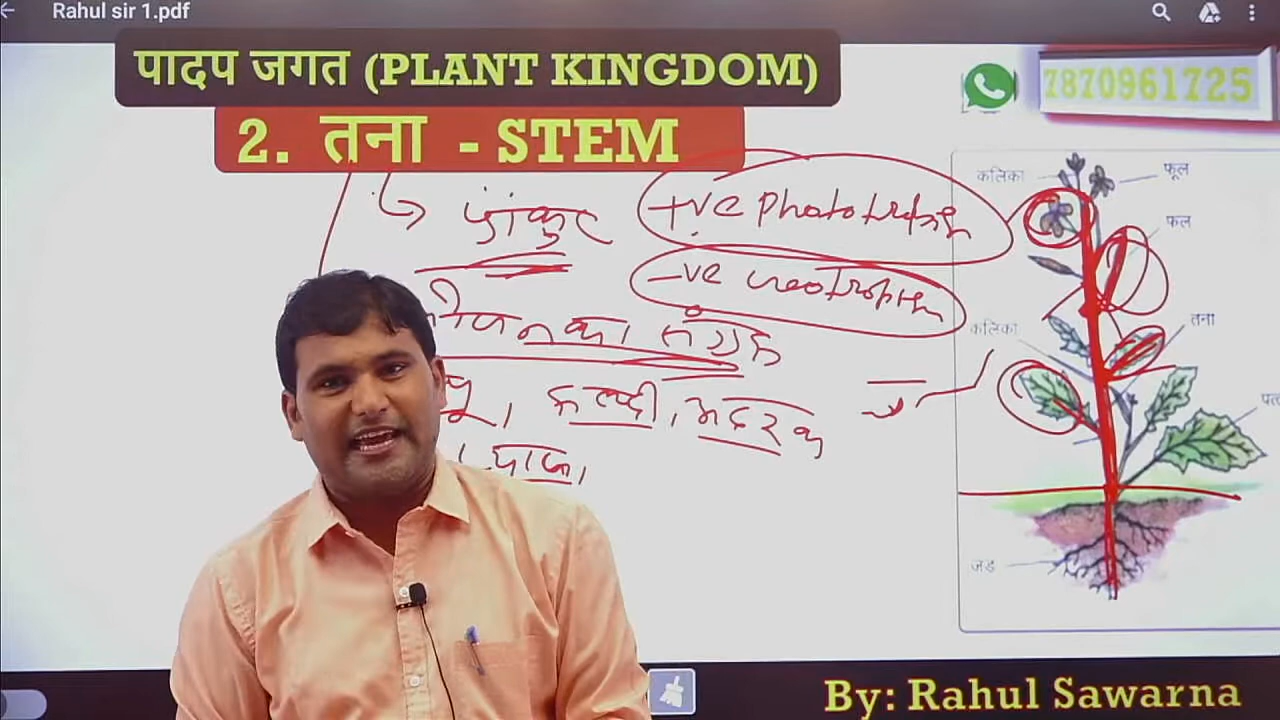 Rahul sir 1.pdf
पादप जगत (PLANT KINGDOM)
7870961725
2. तना - STEM
प्रांकुर
+ve Phototropism
-ve Geotropism
भोजन का संग्रह
हल्दी, अदरक
प्याज,
कलिका
फूल
फल
कलिका
तना
जड
By: Rahul Sawarna